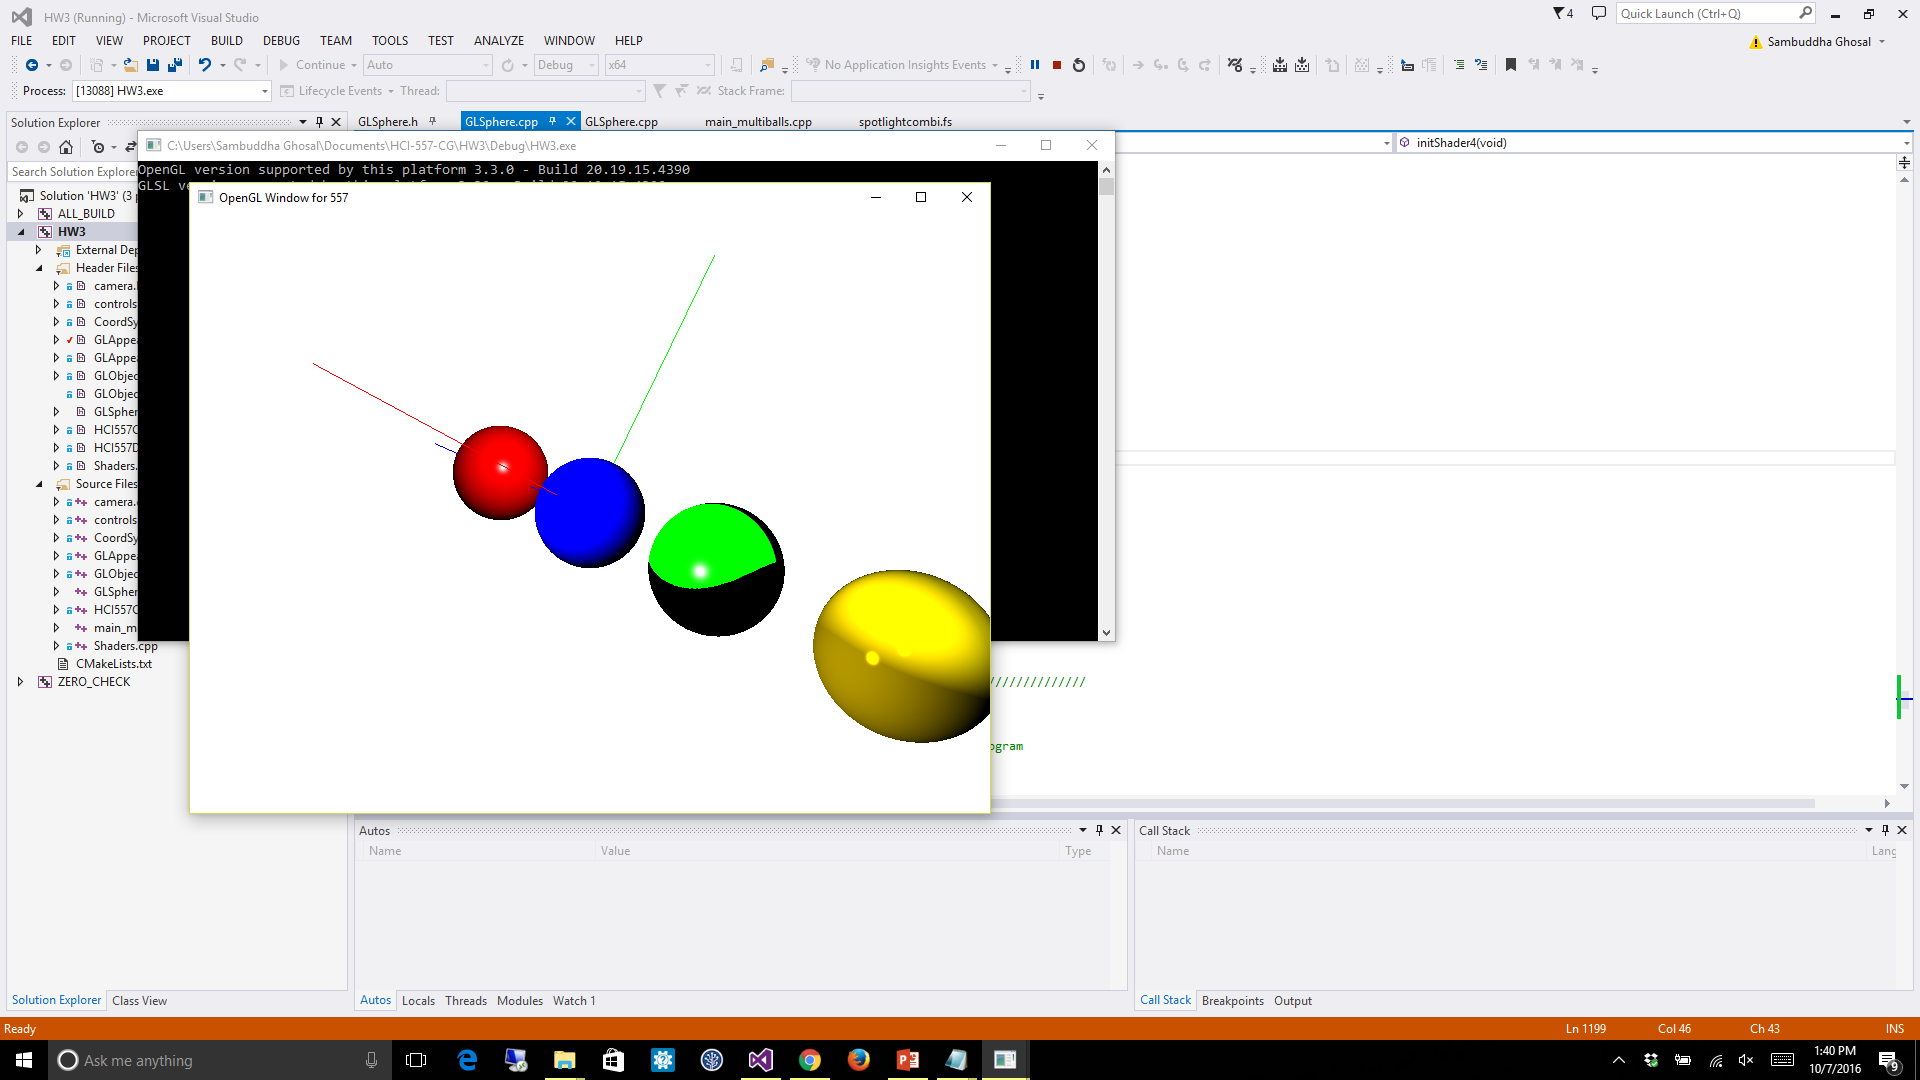 HW3 (Running) - Microsoft Visual Studio
4
Quick Launch (Ctrl+Q)
FILE EDIT VIEW PROJECT BUILD DEBUG TEAM TOOLS TEST ANALYZE WINDOW HELP
Sambuddha Ghosal
Continue Auto Debug x64 No Application Insights Events
Process: [13088] HW3.exe Lifecycle Events Thread: Stack Frame:
Solution Explorer
GLSphere.h GLSphere.cpp GLSphere.cpp main_multiballs.cpp spotlightcombi.fs
C:\Users\Sambuddha Ghosal\Documents\HCI-557-CG\HW3\Debug\HW3.exe
initShader4(void)
Search Solution Explorer
OpenGL version supported by this platform 3.3.0 - Build 20.19.15.4390
GLSL ve
OpenGL Window for 557
Solution 'HW3' (3 p
ALL_BUILD
HW3
External Dep
Header Files
camera.
controls
CoordSy
GLAppea
GLAppea
GLObjec
GLObjec
GLSpher
HCI557C
HCI557D
Shaders.
Source Files
camera.
controls
CoordSy
GLAppea
GLObjec
GLSpher
HCI557C
main_m
Shaders.cpp
CMakeLists.txt
ZERO_CHECK
//////////////
ogram
Autos
Name Value Type
Call Stack
Name Lang
Solution Explorer Class View
Autos Locals Threads Modules Watch 1
Call Stack Breakpoints Output
Ready
Ln 1199 Col 46 Ch 43 INS
Ask me anything
1:40 PM
10/7/2016
9